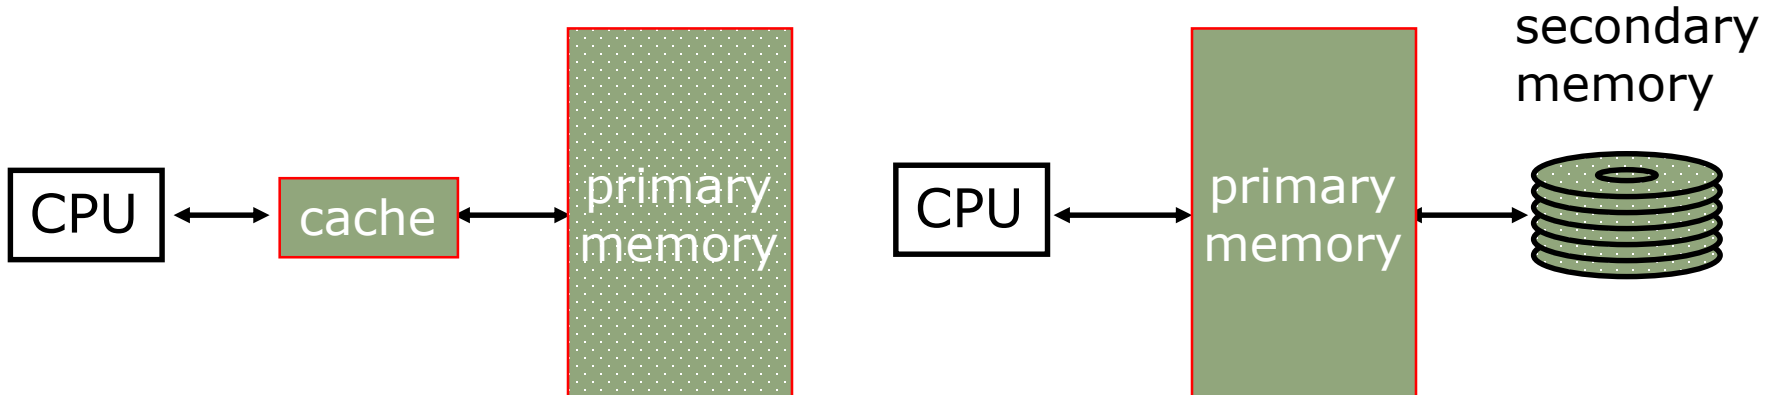 CPU
cache
primary
memory
CPU
primary
memory
secondary
memory